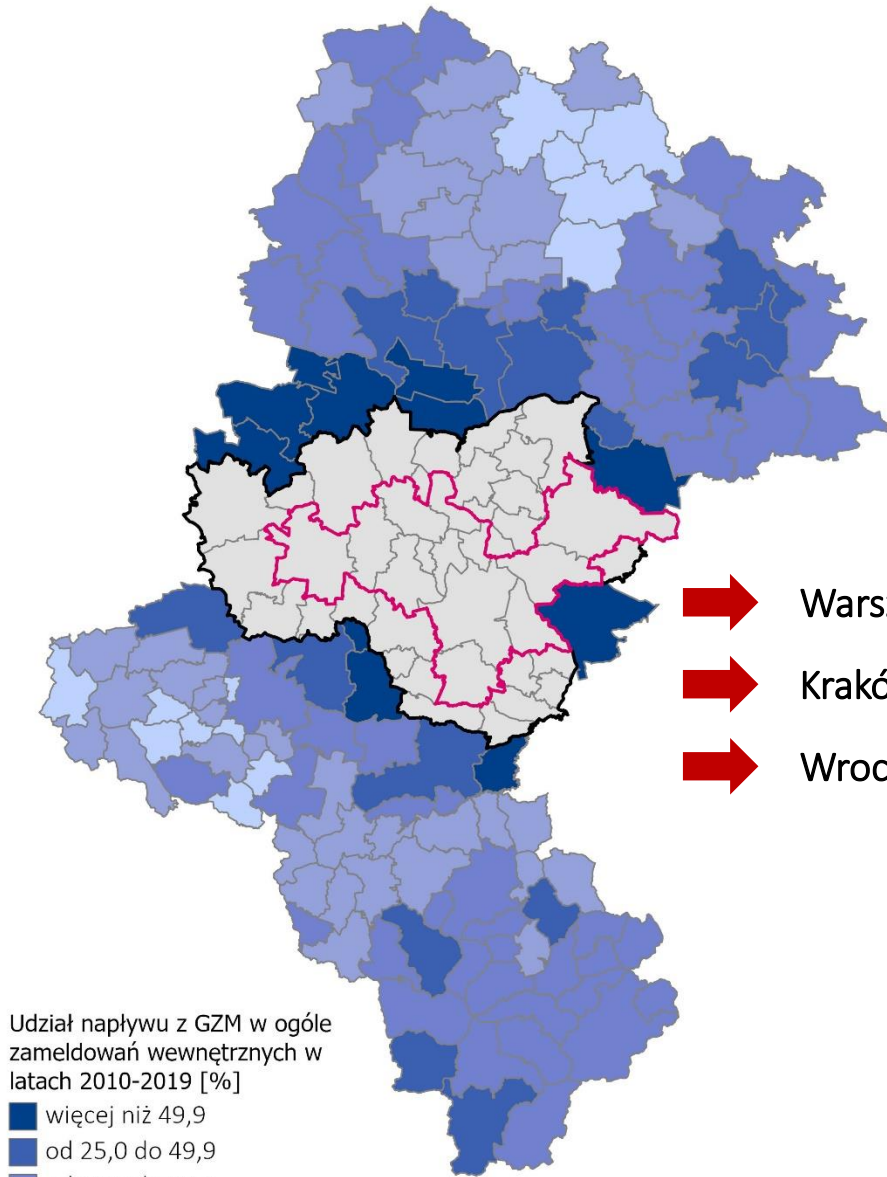 Warsz
Krakó
Wroc
Udział napływu z GZM w ogóle
zameldowań wewnętrznych w
latach 2010-2019 [%]
więcej niż 49,9
od 25,0 do 49,9